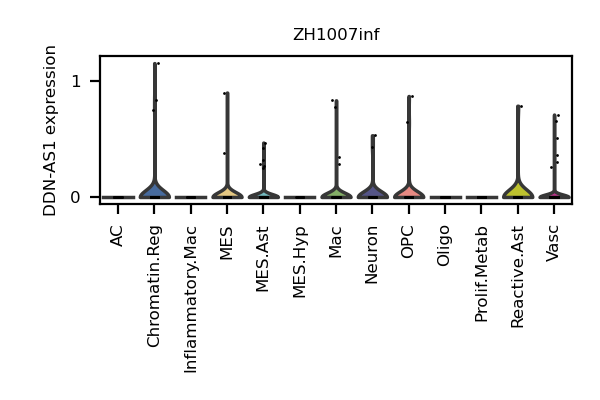 ZH1007inf
DDN-AS1 expression
1
0
AC
Chromatin.Reg
Inflammatory.Mac
MES
MES.Ast
MES.Hyp
Mac
Neuron
OPC
Oligo
Prolif.Metab
Reactive.Ast
Vasc